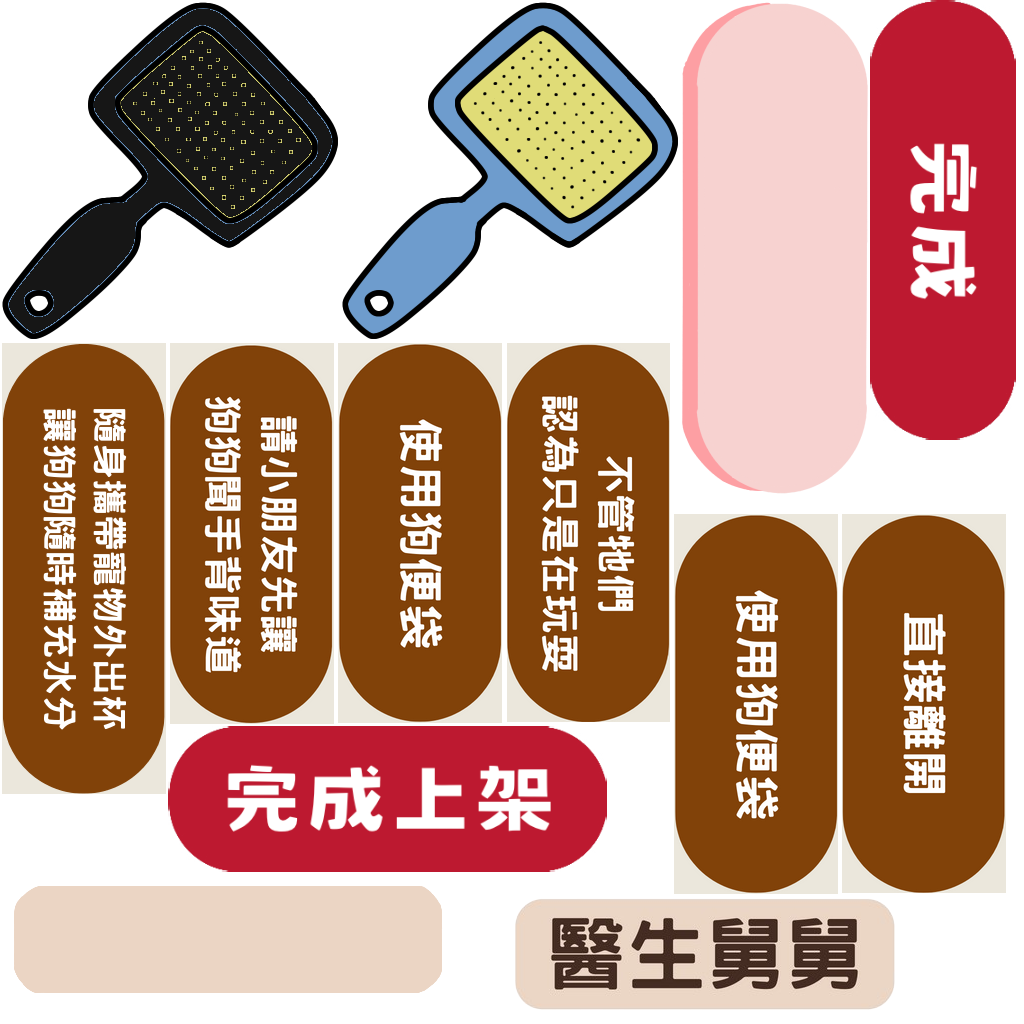 完成
隨身攜帶寵物外出杯
讓狗狗隨時補充水分
請小朋友先讓
狗狗聞手背味道
使用狗便袋
不管牠們
認為只是在玩耍
使用狗便袋
直接離開
完成上架
醫生舅舅